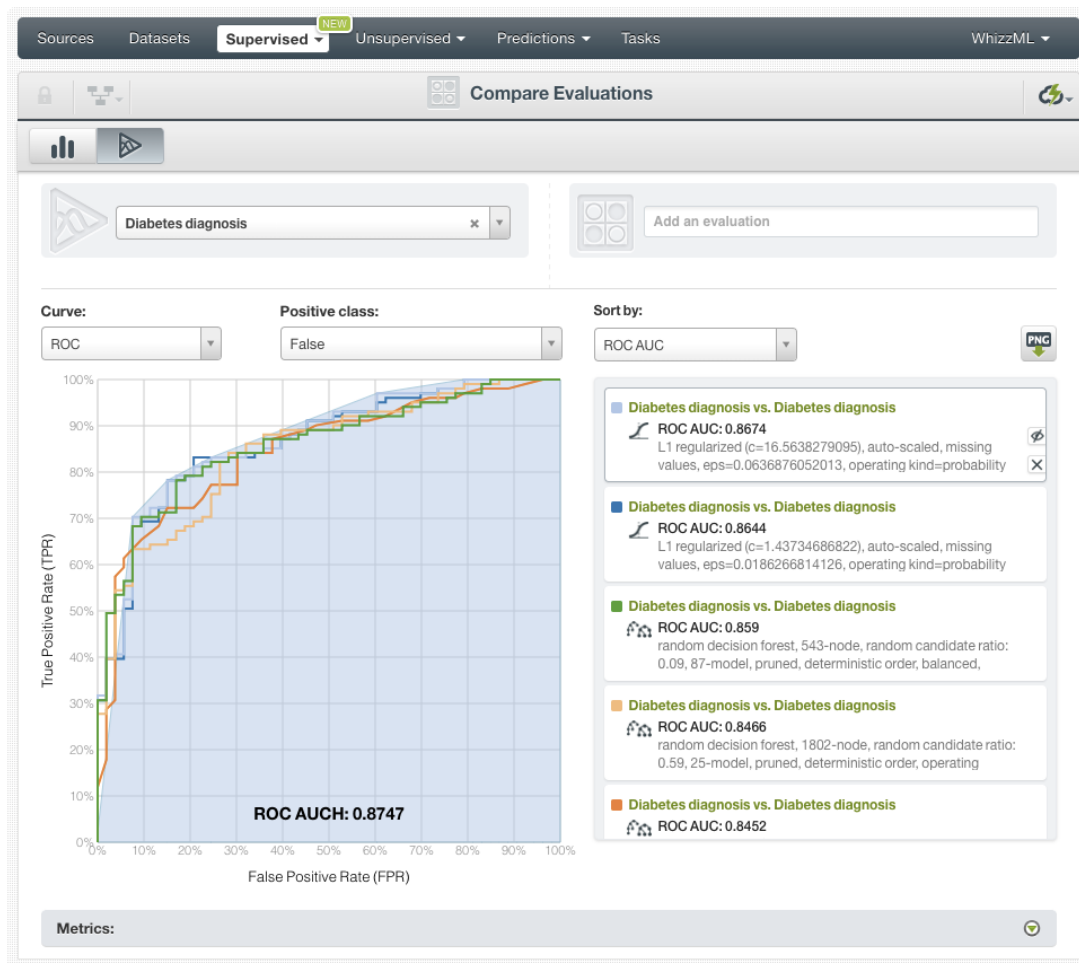 NEW
Sources Datasets Supervised Unsupervised Predictions Tasks WhizzML
Compare Evaluations
Diabetes diagnosis
Add an evaluation
Curve: Positive class: Sort by:
ROC False ROC AUC PNG
100%
90%
80%
70%
60%
50%
40%
30%
20%
10%
0%
True Positive Rate (TPR)
ROC AUCH: 0.8747
0% 10% 20% 30% 40% 50% 60% 70% 80% 90% 100%
False Positive Rate (FPR)
Diabetes diagnosis vs. Diabetes diagnosis
ROC AUC: 0.8674
L1 regularized (c=16.5638279095), auto-scaled, missing
values, eps=0.0636876052013, operating kind=probability
Diabetes diagnosis vs. Diabetes diagnosis
ROC AUC: 0.8644
L1 regularized (c=1.43734686822), auto-scaled, missing
values, eps=0.0186266814126, operating kind=probability
Diabetes diagnosis vs. Diabetes diagnosis
ROC AUC: 0.859
random decision forest, 543-node, random candidate ratio:
0.09, 87-model, pruned, deterministic order, balanced,
Diabetes diagnosis vs. Diabetes diagnosis
ROC AUC: 0.8466
random decision forest, 1802-node, random candidate ratio:
0.59, 25-model, pruned, deterministic order, operating
Diabetes diagnosis vs. Diabetes diagnosis
ROC AUC: 0.8452
Metrics: